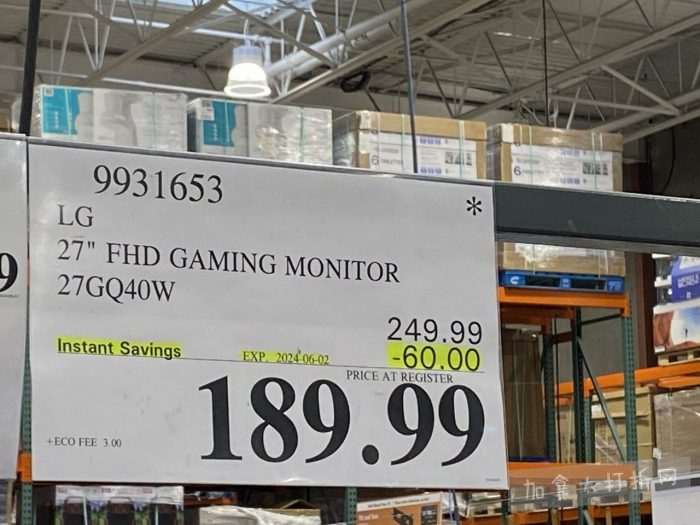 9931653
*
LG
27" FHD GAMING MONITOR
27GQ40W
249.99
Instant Savings EXP. 2024-06-02 -60.00
PRICE AT REGISTER
189.99
+ECO FEE 3.00
9
加拿大打折网